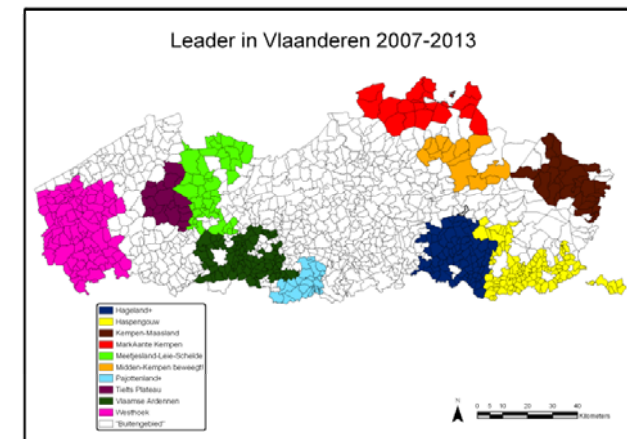 Leader in Vlaanderen 2007-2013
Hageland+
Haspengouw
Kempen-Maasland
MarkAante Kempen
Meetjesland-Leie-Schelde
Midden-Kempen beweegt!
Pajottenland+
Tielts Plateau
Vlaamse Ardennen
Westhoek
"Buitengebied"
N
0 5 10 20 30 40
Kilometers